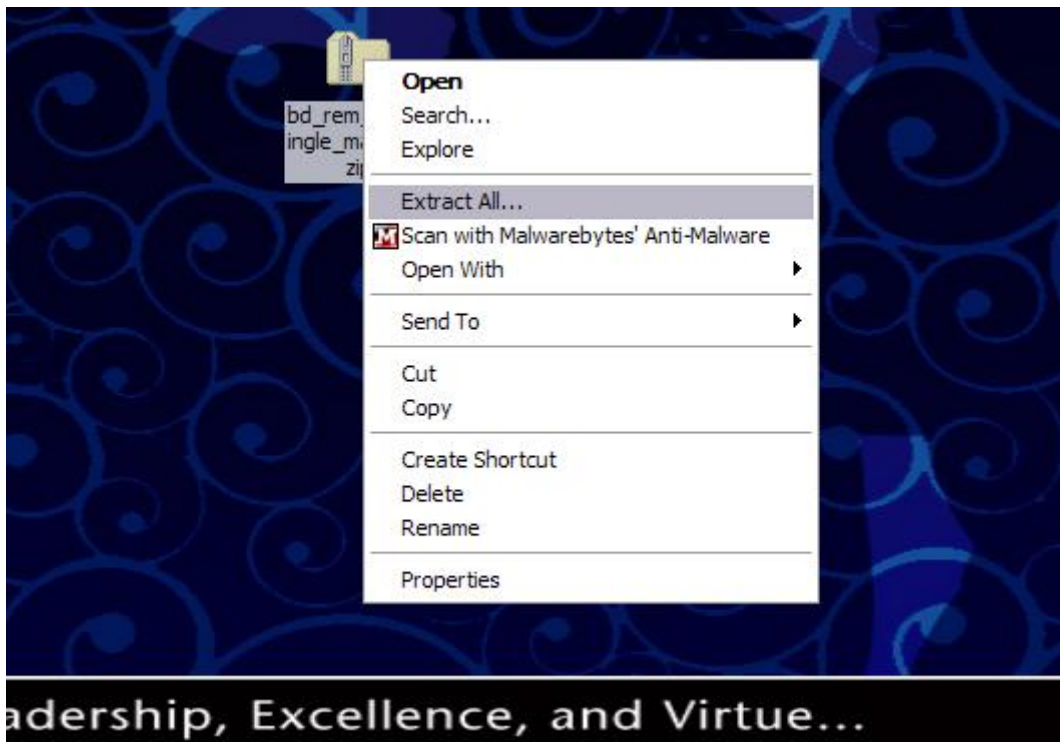 bd_rem_
ingle_m
zi
Open
Search...
Explore
Extract All...
Scan with Malwarebytes' Anti-Malware
Open With
Send To
Cut
Copy
Create Shortcut
Delete
Rename
Properties
adership, Excellence, and Virtue...